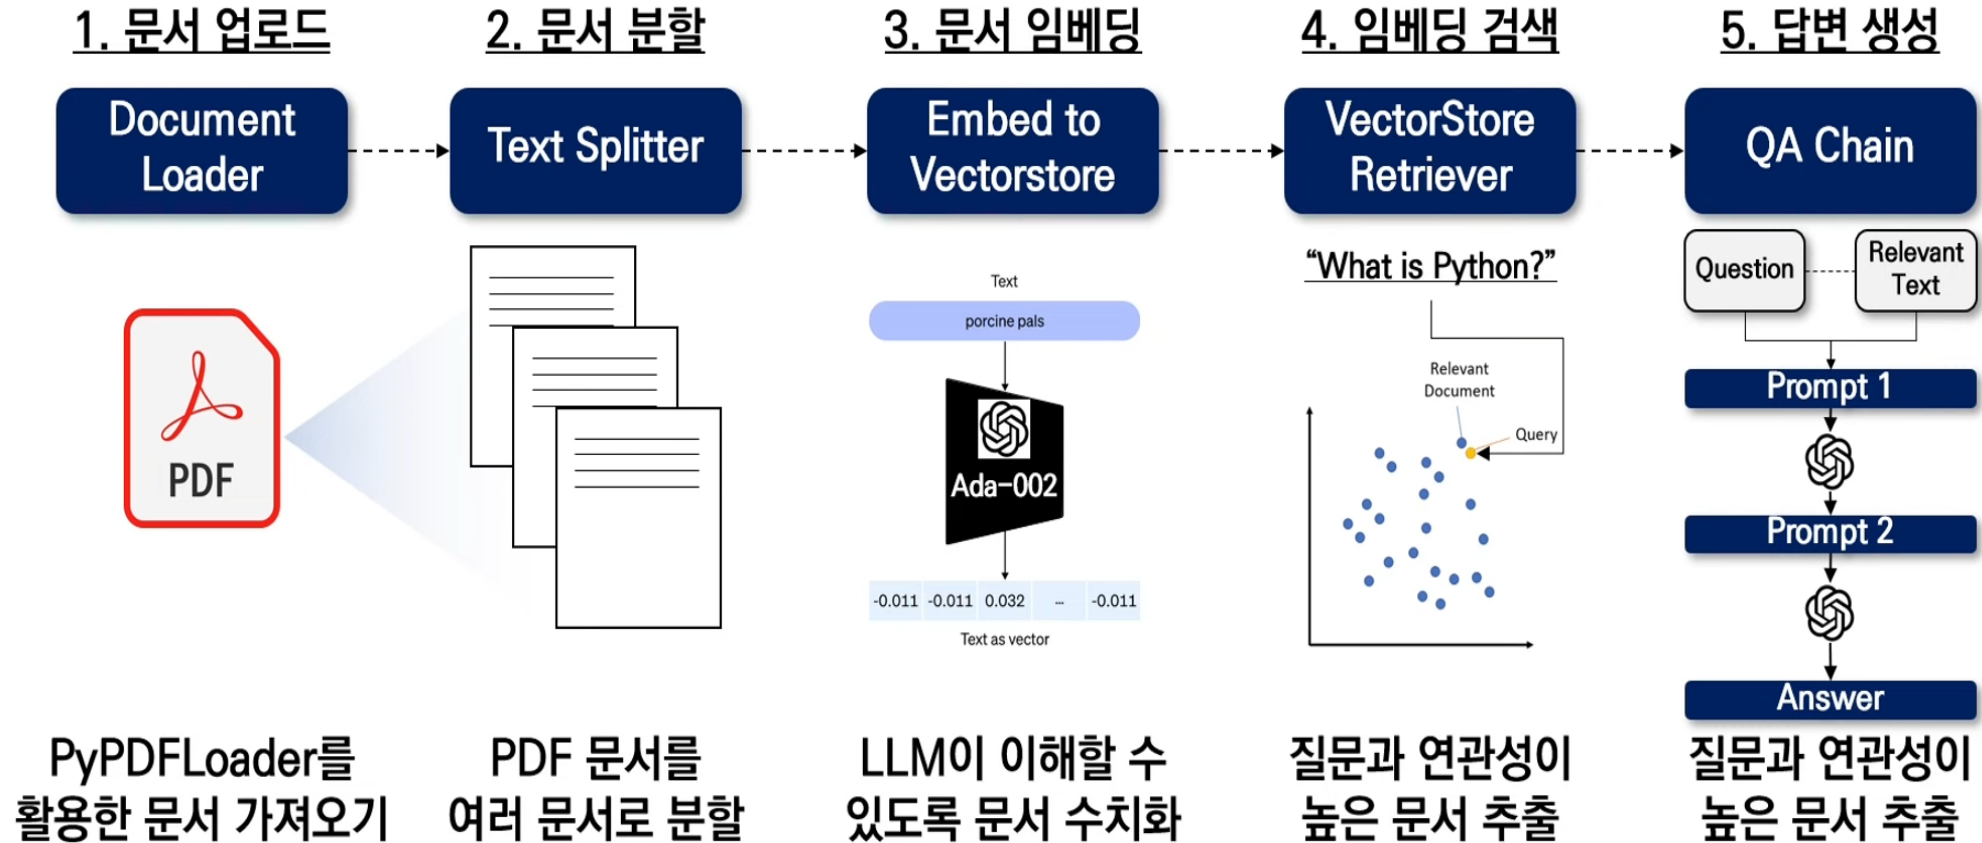 1. 문서 업로드
2. 문서 분할
3. 문서 임베딩
4. 임베딩 검색
5. 답변 생성
Document
Loader
Text Splitter
Embed to
Vectorstore
VectorStore
Retriever
QA Chain
PDF
Text
porcine pals
Ada-002
-0.011 -0.011 0.032 ... -0.011
Text as vector
“What is Python?”
Relevant
Document
Query
Question
Relevant
Text
Prompt 1
Prompt 2
Answer
PyPDFLoader를
활용한 문서 가져오기
PDF 문서를
여러 문서로 분할
LLM이 이해할 수
있도록 문서 수치화
질문과 연관성이
높은 문서 추출
질문과 연관성이
높은 문서 추출